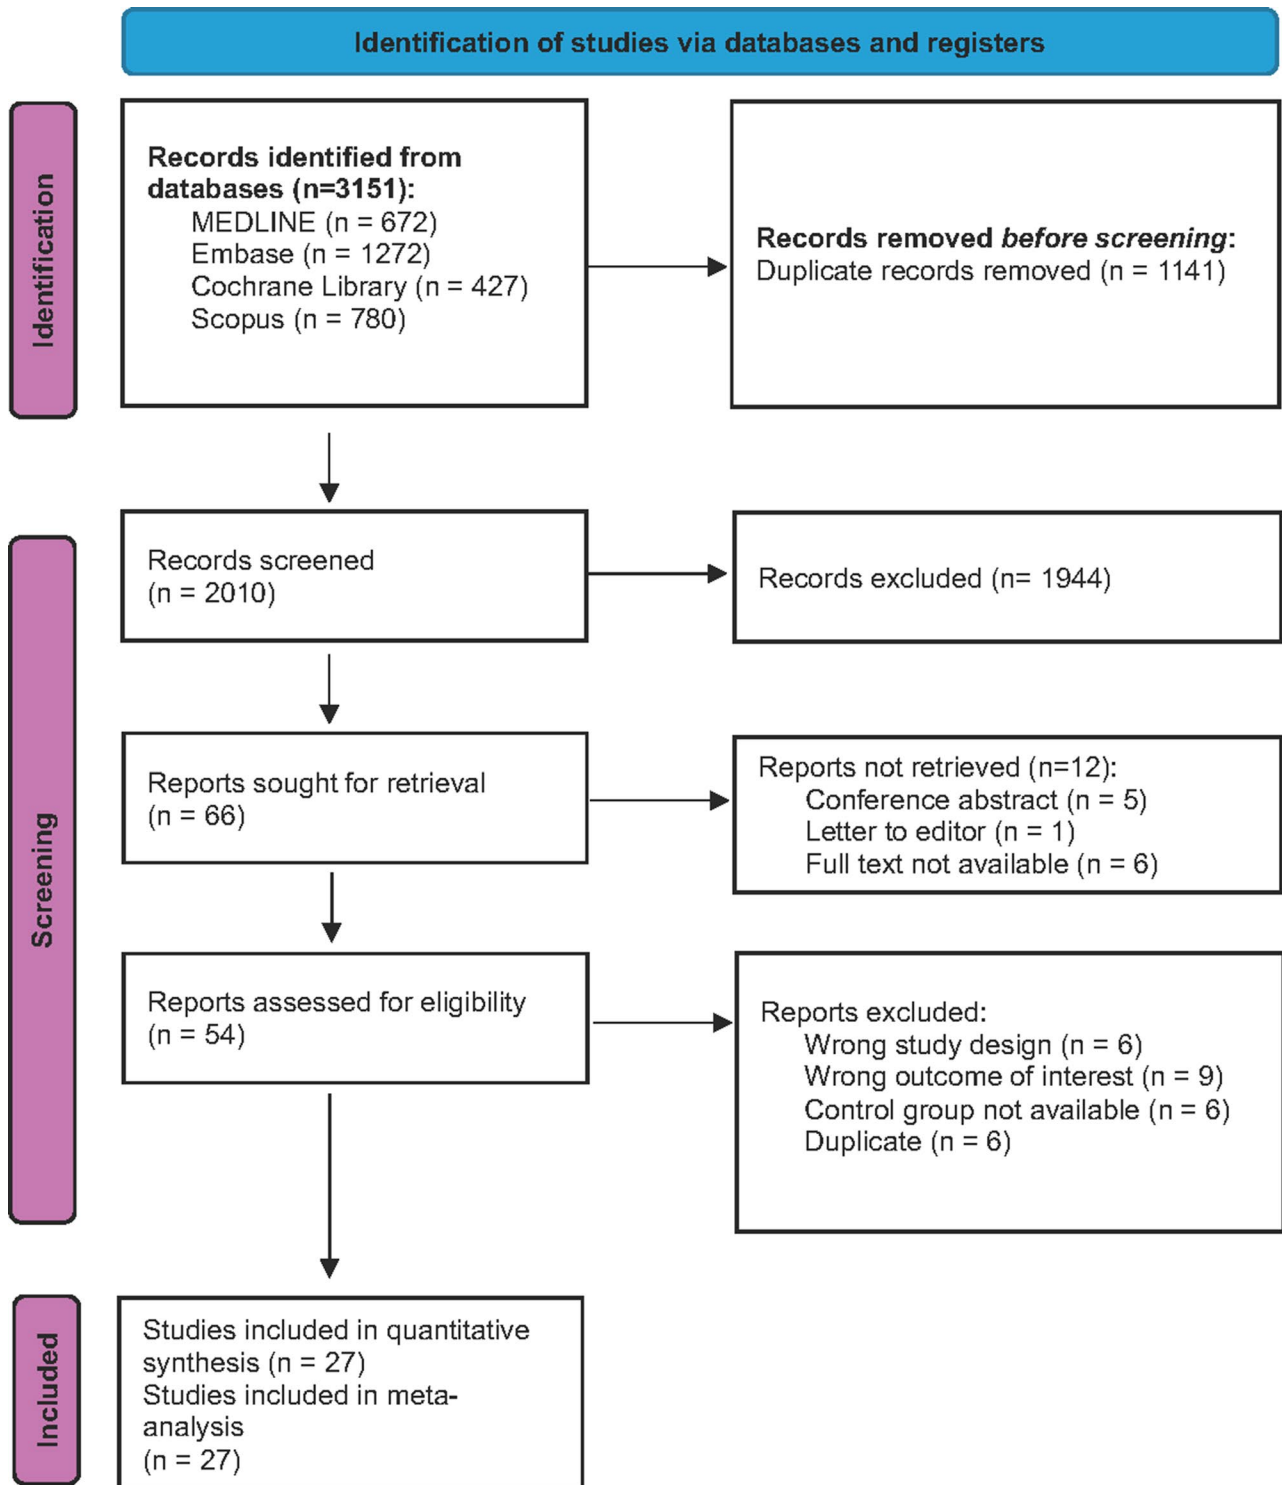 Identification of studies via databases and registers
Identification
Records identified from
databases (n=3151):
MEDLINE (n = 672)
Embase (n = 1272)
Cochrane Library (n = 427)
Scopus (n = 780)
Records removed before screening:
Duplicate records removed (n = 1141)
Screening
Records screened
(n = 2010)
Records excluded (n= 1944)
Reports sought for retrieval
(n = 66)
Reports not retrieved (n=12):
Conference abstract (n = 5)
Letter to editor (n = 1)
Full text not available (n = 6)
Reports assessed for eligibility
(n = 54)
Reports excluded:
Wrong study design (n = 6)
Wrong outcome of interest (n = 9)
Control group not available (n = 6)
Duplicate (n = 6)
Included
Studies included in quantitative
synthesis (n = 27)
Studies included in meta-
analysis
(n = 27)